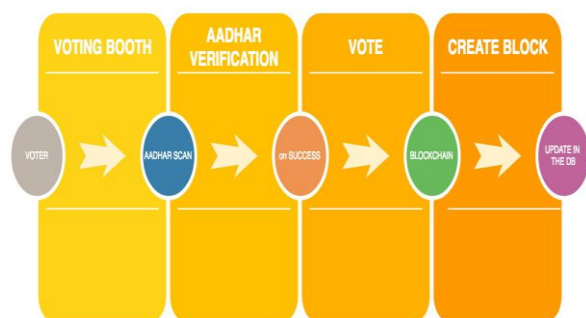 VOTING BOOTH
AADHAR
VERIFICATION
VOTE
CREATE BLOCK
VOTER
AADHAR SCAN
on SUCCESS
BLOCKCHAIN
UPDATE IN
THE DB